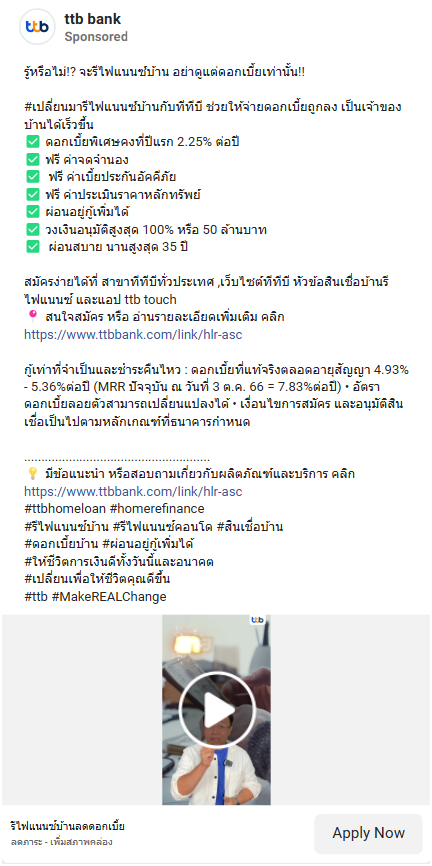 ttb
ttb bank
Sponsored
รู้หรือไม่!? จะรีไฟแนนซ์บ้าน อย่าดูแต่ดอกเบี้ยเท่านั้น!!
#เปลี่ยนมารีไฟแนนซ์บ้านกับทีทีบี ช่วยให้จ่ายดอกเบี้ยถูกลง เป็นเจ้าของ
บ้านได้เร็วขึ้น
✅ ดอกเบี้ยพิเศษคงที่ปีแรก 2.25% ต่อปี
✅ ฟรี ค่าจดจำนอง
✅ ฟรี ค่าเบี้ยประกันอัคคีภัย
✅ ฟรี ค่าประเมินราคาหลักทรัพย์
✅ ผ่อนอยู่กู้เพิ่มได้
✅ วงเงินอนุมัติสูงสุด 100% หรือ 50 ล้านบาท
✅ ผ่อนสบาย นานสูงสุด 35 ปี
สมัครง่ายได้ที่ สาขาทีทีบีทั่วประเทศ ,เว็บไซต์ทีทีบี หัวข้อสินเชื่อบ้านรี
ไฟแนนซ์ และแอป ttb touch
📍 สนใจสมัคร หรือ อ่านรายละเอียดเพิ่มเติม คลิก
https://www.ttbbank.com/link/hlr-asc
กู้เท่าที่จำเป็นและชำระคืนไหว : ดอกเบี้ยที่แท้จริงตลอดอายุสัญญา 4.93%
- 5.36%ต่อปี (MRR ปัจจุบัน ณ วันที่ 3 ต.ค. 66 = 7.83%ต่อปี) • อัตรา
ดอกเบี้ยลอยตัวสามารถเปลี่ยนแปลงได้ • เงื่อนไขการสมัคร และอนุมัติสิน
เชื่อเป็นไปตามหลักเกณฑ์ที่ธนาคารกำหนด
......................................................
💡 มีข้อแนะนำ หรือสอบถามเกี่ยวกับผลิตภัณฑ์และบริการ คลิก
https://www.ttbbank.com/link/hlr-asc
#ttbhomeloan #homerefinance
#รีไฟแนนซ์บ้าน #รีไฟแนนซ์คอนโด #สินเชื่อบ้าน
#ดอกเบี้ยบ้าน #ผ่อนอยู่กู้เพิ่มได้
#ให้ชีวิตการเงินดีทั้งวันนี้และอนาคต
#เปลี่ยนเพื่อให้ชีวิตคุณดีขึ้น
#ttb #MakeREALChange
ttb
รีไฟแนนซ์บ้านลดดอกเบี้ย
ลดภาระ - เพิ่มสภาพคล่อง
Apply Now